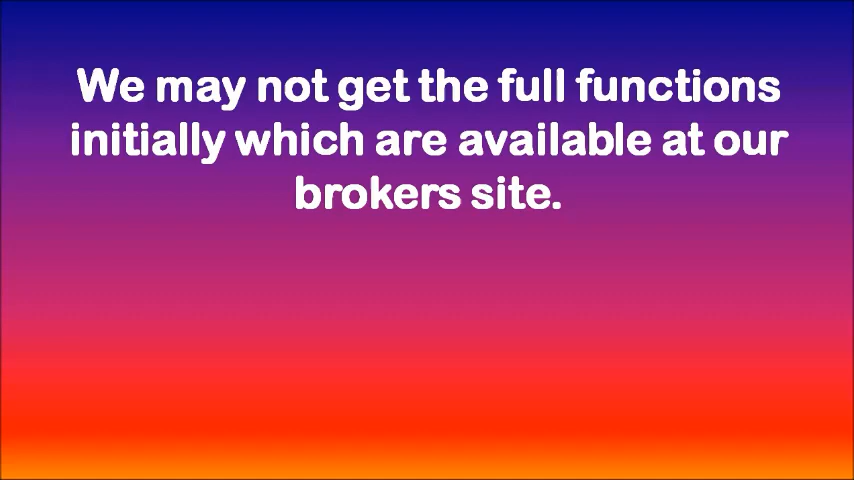 We may not get the full functions
initially which are available at our
brokers site.